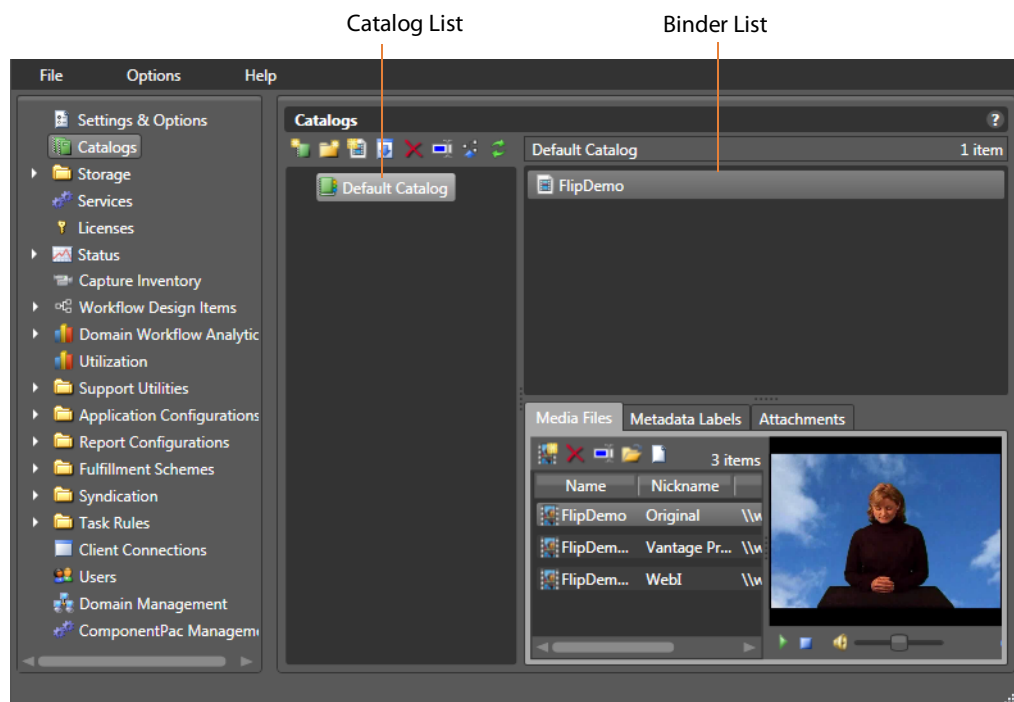 Catalog List
Binder List
File Options Help
Settings & Options
Catalogs
Storage
Services
Licenses
Status
Capture Inventory
Workflow Design Items
Domain Workflow Analytic
Utilization
Support Utilities
Application Configurations
Report Configurations
Fulfillment Schemes
Syndication
Task Rules
Client Connections
Users
Domain Management
ComponentPac Managem
Catalogs ?
Default Catalog
Default Catalog 1 item
FlipDemo
Media Files Metadata Labels Attachments
3 items
Name Nickname
FlipDemo Original \\w
FlipDem... Vantage Pr... \\w
FlipDem... WebI \\w